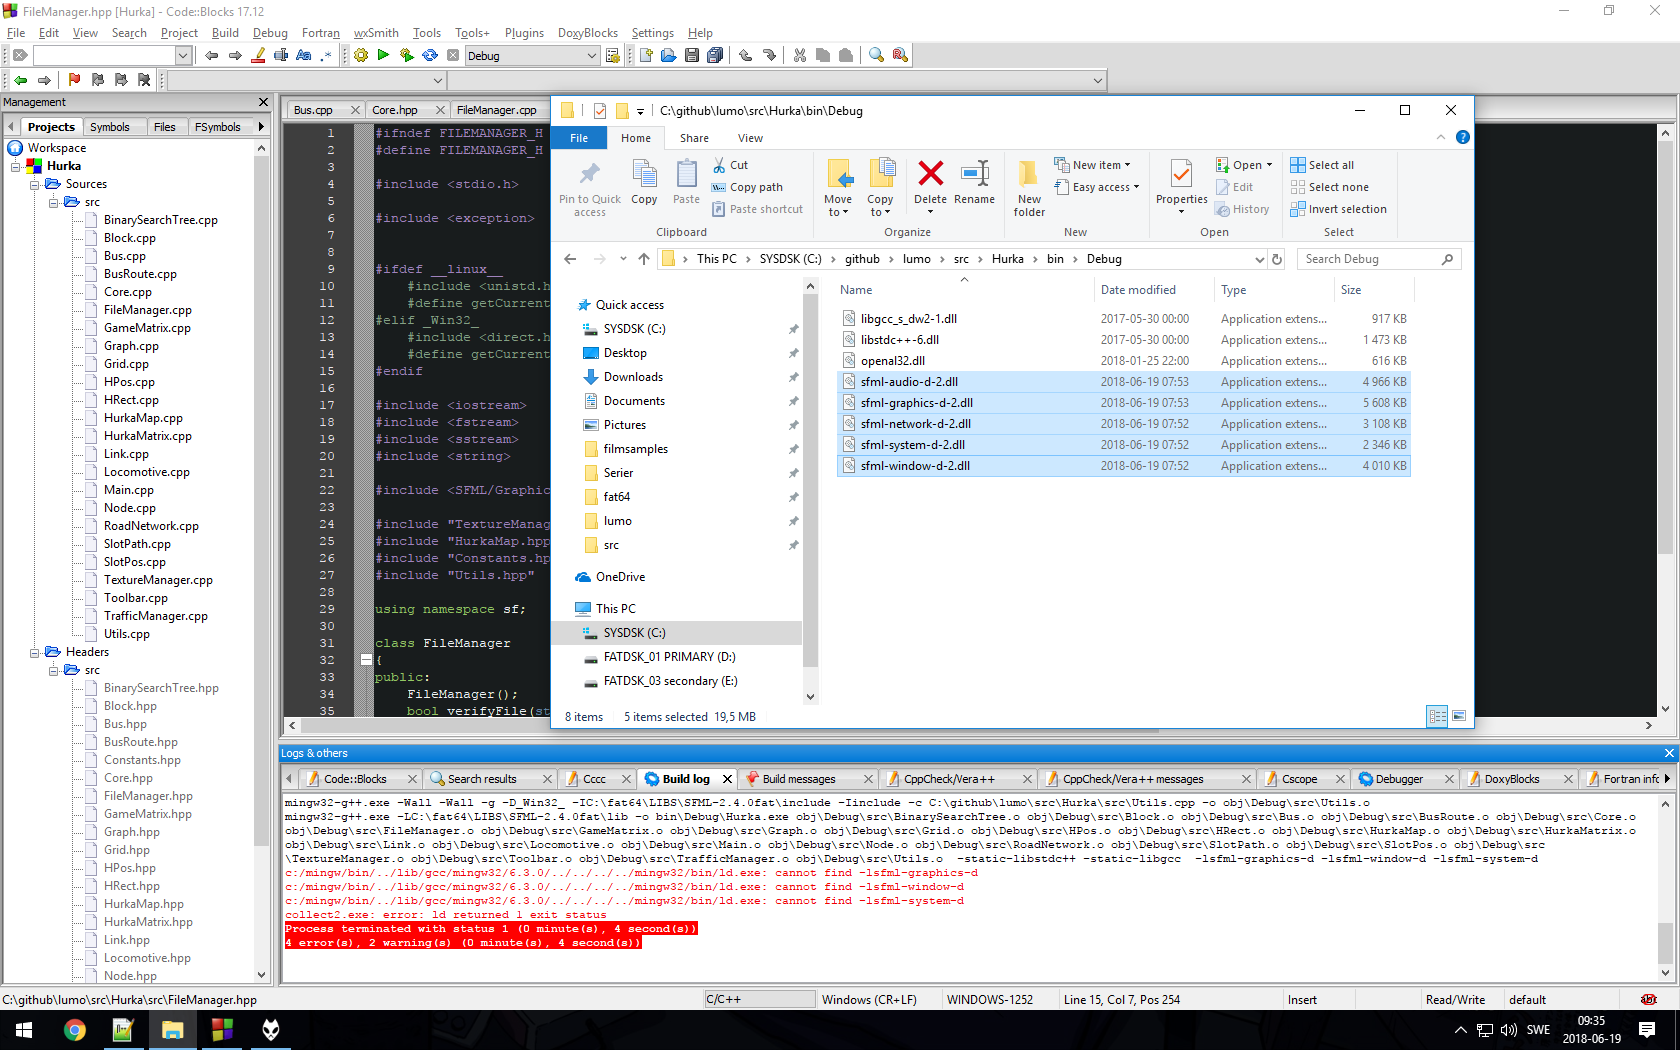 FileManager.hpp [Hurka] - Code::Blocks 17.12
File Edit View Search Project Build Debug Fortran wxSmith Tools Tools+ Plugins DoxyBlocks Settings Help
Debug
Management
Projects Symbols Files FSymbols
Workspace
Hurka
Sources
src
BinarySearchTree.cpp
Block.cpp
Bus.cpp
BusRoute.cpp
Core.cpp
FileManager.cpp
GameMatrix.cpp
Graph.cpp
Grid.cpp
HPos.cpp
HRect.cpp
HurkaMap.cpp
HurkaMatrix.cpp
Link.cpp
Locomotive.cpp
Main.cpp
Node.cpp
RoadNetwork.cpp
SlotPath.cpp
SlotPos.cpp
TextureManager.cpp
Toolbar.cpp
TrafficManager.cpp
Utils.cpp
Headers
src
BinarySearchTree.hpp
Block.hpp
Bus.hpp
BusRoute.hpp
Constants.hpp
Core.hpp
FileManager.hpp
GameMatrix.hpp
Graph.hpp
Grid.hpp
HPos.hpp
HRect.hpp
HurkaMap.hpp
HurkaMatrix.hpp
Link.hpp
Locomotive.hpp
Node.hpp
Bus.cpp Core.hpp FileManager.cpp
1 #ifndef FILEMANAGER_H
2 #define FILEMANAGER_H
3
4 #include <stdio.h>
5
6 #include <exception>
7
8
9 #ifdef __linux__
10 #include <unistd.h
11 #define getCurrent
12 #elif _Win32_
13 #include <direct.h
14 #define getCurrent
15 #endif
16
17 #include <iostream>
18 #include <fstream>
19 #include <sstream>
20 #include <string>
21
22 #include <SFML/Graphic
23
24 #include "TextureManag
25 #include "HurkaMap.hpp
26 #include "Constants.hp
27 #include "Utils.hpp"
28
29 using namespace sf;
30
31 class FileManager
32 {
33 public:
34 FileManager();
35 bool verifyFile(st
C:\github\lumo\src\Hurka\bin\Debug
File Home Share View
Pin to Quick access
Copy
Paste
Cut
Copy path
Paste shortcut
Clipboard
Move to
Copy to
Delete
Rename
Organize
New folder
New item
Easy access
New
Properties
Open
Edit
History
Open
Select all
Select none
Invert selection
Select
This PC SYSDSK (C:) github lumo src Hurka bin Debug
Search Debug
Quick access
SYSDSK (C:)
Desktop
Downloads
Documents
Pictures
filmsamples
Serier
fat64
lumo
src
OneDrive
This PC
SYSDSK (C:)
FATDSK_01 PRIMARY (D:)
FATDSK_03 secondary (E:)
Name Date modified Type Size
libgcc_s_dw2-1.dll 2017-05-30 00:00 Application extens... 917 KB
libstdc++-6.dll 2017-05-30 00:00 Application extens... 1 473 KB
openal32.dll 2018-01-25 22:00 Application extens... 616 KB
sfml-audio-d-2.dll 2018-06-19 07:53 Application extens... 4 966 KB
sfml-graphics-d-2.dll 2018-06-19 07:53 Application extens... 5 608 KB
sfml-network-d-2.dll 2018-06-19 07:52 Application extens... 3 108 KB
sfml-system-d-2.dll 2018-06-19 07:52 Application extens... 2 346 KB
sfml-window-d-2.dll 2018-06-19 07:52 Application extens... 4 010 KB
8 items 5 items selected 19,5 MB
Logs & others
Code::Blocks Search results Cccc Build log Build messages CppCheck/Vera++ CppCheck/Vera++ messages Cscope Debugger DoxyBlocks Fortran info
mingw32-g++.exe -Wall -Wall -g -D_Win32_ -IC:\fat64\LIBS\SFML-2.4.0fat\include -Iinclude -c C:\github\lumo\src\Hurka\src\Utils.cpp -o obj\Debug\src\Utils.o
mingw32-g++.exe -LC:\fat64\LIBS\SFML-2.4.0fat\lib -o bin\Debug\Hurka.exe obj\Debug\src\BinarySearchTree.o obj\Debug\src\Block.o obj\Debug\src\Bus.o obj\Debug\src\BusRoute.o obj\Debug\src\Core.o
obj\Debug\src\FileManager.o obj\Debug\src\GameMatrix.o obj\Debug\src\Graph.o obj\Debug\src\Grid.o obj\Debug\src\HPos.o obj\Debug\src\HRect.o obj\Debug\src\HurkaMap.o obj\Debug\src\HurkaMatrix.o
obj\Debug\src\Link.o obj\Debug\src\Locomotive.o obj\Debug\src\Main.o obj\Debug\src\Node.o obj\Debug\src\RoadNetwork.o obj\Debug\src\SlotPath.o obj\Debug\src\SlotPos.o obj\Debug\src
\TextureManager.o obj\Debug\src\Toolbar.o obj\Debug\src\TrafficManager.o obj\Debug\src\Utils.o -static-libstdc++ -static-libgcc -lsfml-graphics-d -lsfml-window-d -lsfml-system-d
c:/mingw/bin/../lib/gcc/mingw32/6.3.0/../../../../mingw32/bin/ld.exe: cannot find -lsfml-graphics-d
c:/mingw/bin/../lib/gcc/mingw32/6.3.0/../../../../mingw32/bin/ld.exe: cannot find -lsfml-window-d
c:/mingw/bin/../lib/gcc/mingw32/6.3.0/../../../../mingw32/bin/ld.exe: cannot find -lsfml-system-d
collect2.exe: error: ld returned 1 exit status
Process terminated with status 1 (0 minute(s), 4 second(s))
4 error(s), 2 warning(s) (0 minute(s), 4 second(s))
C:\github\lumo\src\Hurka\src\FileManager.hpp C/C++ Windows (CR+LF) WINDOWS-1252 Line 15, Col 7, Pos 254 Insert Read/Write default
SWE
09:35
2018-06-19